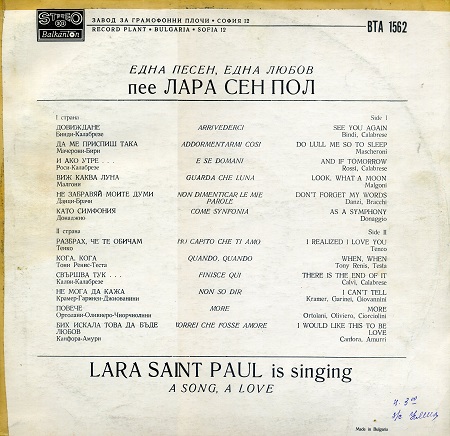 STEREO
Balkanton
ЗАВОД ЗА ГРАМОФОННИ ПЛОЧИ • СОФИЯ 12
RECORD PLANT • BULGARIA • SOFIA 12
ВТА 1562
ЕДНА ПЕСЕН, ЕДНА ЛЮБОВ
пее ЛАРА СЕН ПОЛ
I страна Side I
ДОВИЖДАНЕ ARRIVEDERCI SEE YOU AGAIN
Бинди-Калабрезе Bindi, Calabrese
ДА МЕ ПРИСПИШ ТАКА ADDORMENTARMI COSI DO LULL ME SO TO SLEEP
Мачерони-Бири Mascheroni
И АКО УТРЕ . . . E SE DOMANI AND IF TOMORROW
Роси-Калабрезе Rossi, Calabrese
ВИЖ КАКВА ЛУНА GUARDA CHE LUNA LOOK, WHAT A MOON
Малгони Malgoni
НЕ ЗАБРАВЯЙ МОИТЕ ДУМИ NON DIMENTICAR LE MIE PAROLE DON'T FORGET MY WORDS
Данци-Брачи Danzi, Bracchi
КАТО СИМФОНИЯ COME SYNFONIA AS A SYMPHONY
Донаджио Donaggio
II страна Side II
РАЗБРАХ, ЧЕ ТЕ ОБИЧАМ HO CAPITO CHE TI AMO I REALIZED I LOVE YOU
Тенко Tenco
КОГА, КОГА QUANDO, QUANDO WHEN, WHEN
Тони Ренис-Теста Tony Renis, Testa
СВЪРШВА ТУК . . . FINISCE QUI THERE IS THE END OF IT
Калви-Калабрезе Calvi, Calabrese
НЕ МОГА ДА КАЖА NON SO DIR I CAN'T TELL
Крамер-Гаринеи-Джованини Kramer, Garinei, Giovannini
ПОВЕЧЕ MORE MORE
Ортолани-Оливиеро-Чиорчиолини Ortolani, Oliviero, Ciorciolini
БИХ ИСКАЛА ТОВА ДА БЪДЕ ЛЮБОВ VORREI CHE FOSSE AMORE I WOULD LIKE THIS TO BE LOVE
Канфора-Амури Canfora, Amurri
LARA SAINT PAUL is singing
A SONG, A LOVE
Made in Bulgaria